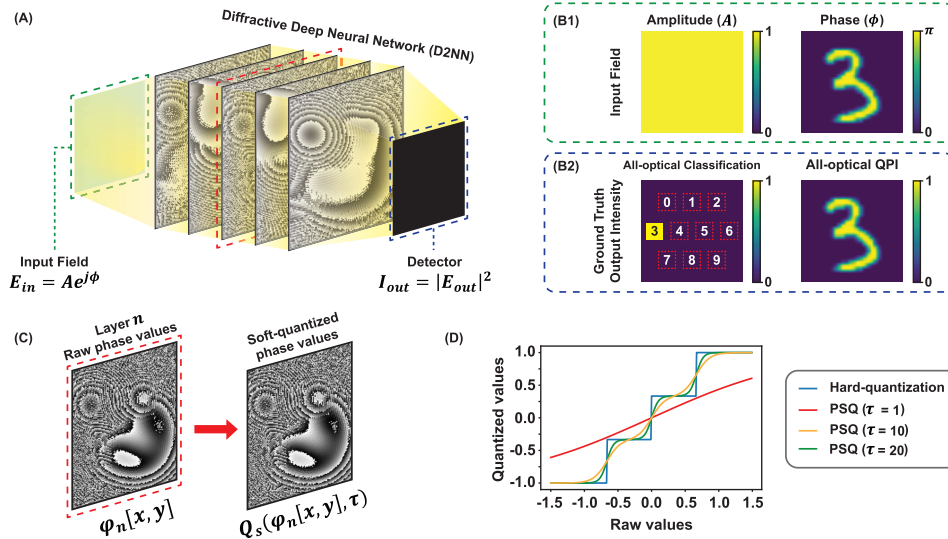 (A)
Diffractive Deep Neural Network (D2NN)
Input Field
E_in = Ae^jϕ
Detector
I_out = |E_out|^2
(B1)
Amplitude (A)
Phase (ϕ)
Input Field
1
0
π
0
(B2)
All-optical Classification
All-optical QPI
Ground Truth
Output Intensity
0 1 2
3 4 5 6
7 8 9
1
0
1
0
(C)
Layer n
Raw phase values
Soft-quantized
phase values
φ_n[x, y]
Q_s(φ_n[x, y], τ)
(D)
Quantized values
1.0
0.5
0.0
-0.5
-1.0
-1.5 -1.0 -0.5 0.0 0.5 1.0 1.5
Raw values
Hard-quantization
PSQ (τ = 1)
PSQ (τ = 10)
PSQ (τ = 20)